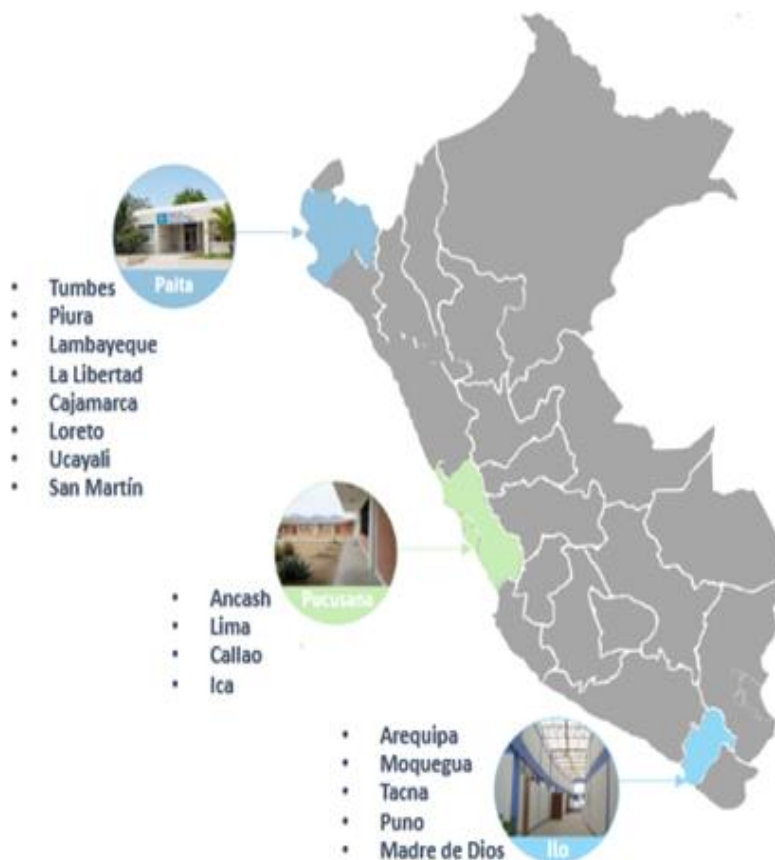 Paita
• Tumbes
• Piura
• Lambayeque
• La Libertad
• Cajamarca
• Loreto
• Ucayali
• San Martín
Pucusana
• Ancash
• Lima
• Callao
• Ica
• Arequipa
• Moquegua
• Tacna
• Puno
• Madre de Dios
Ilo